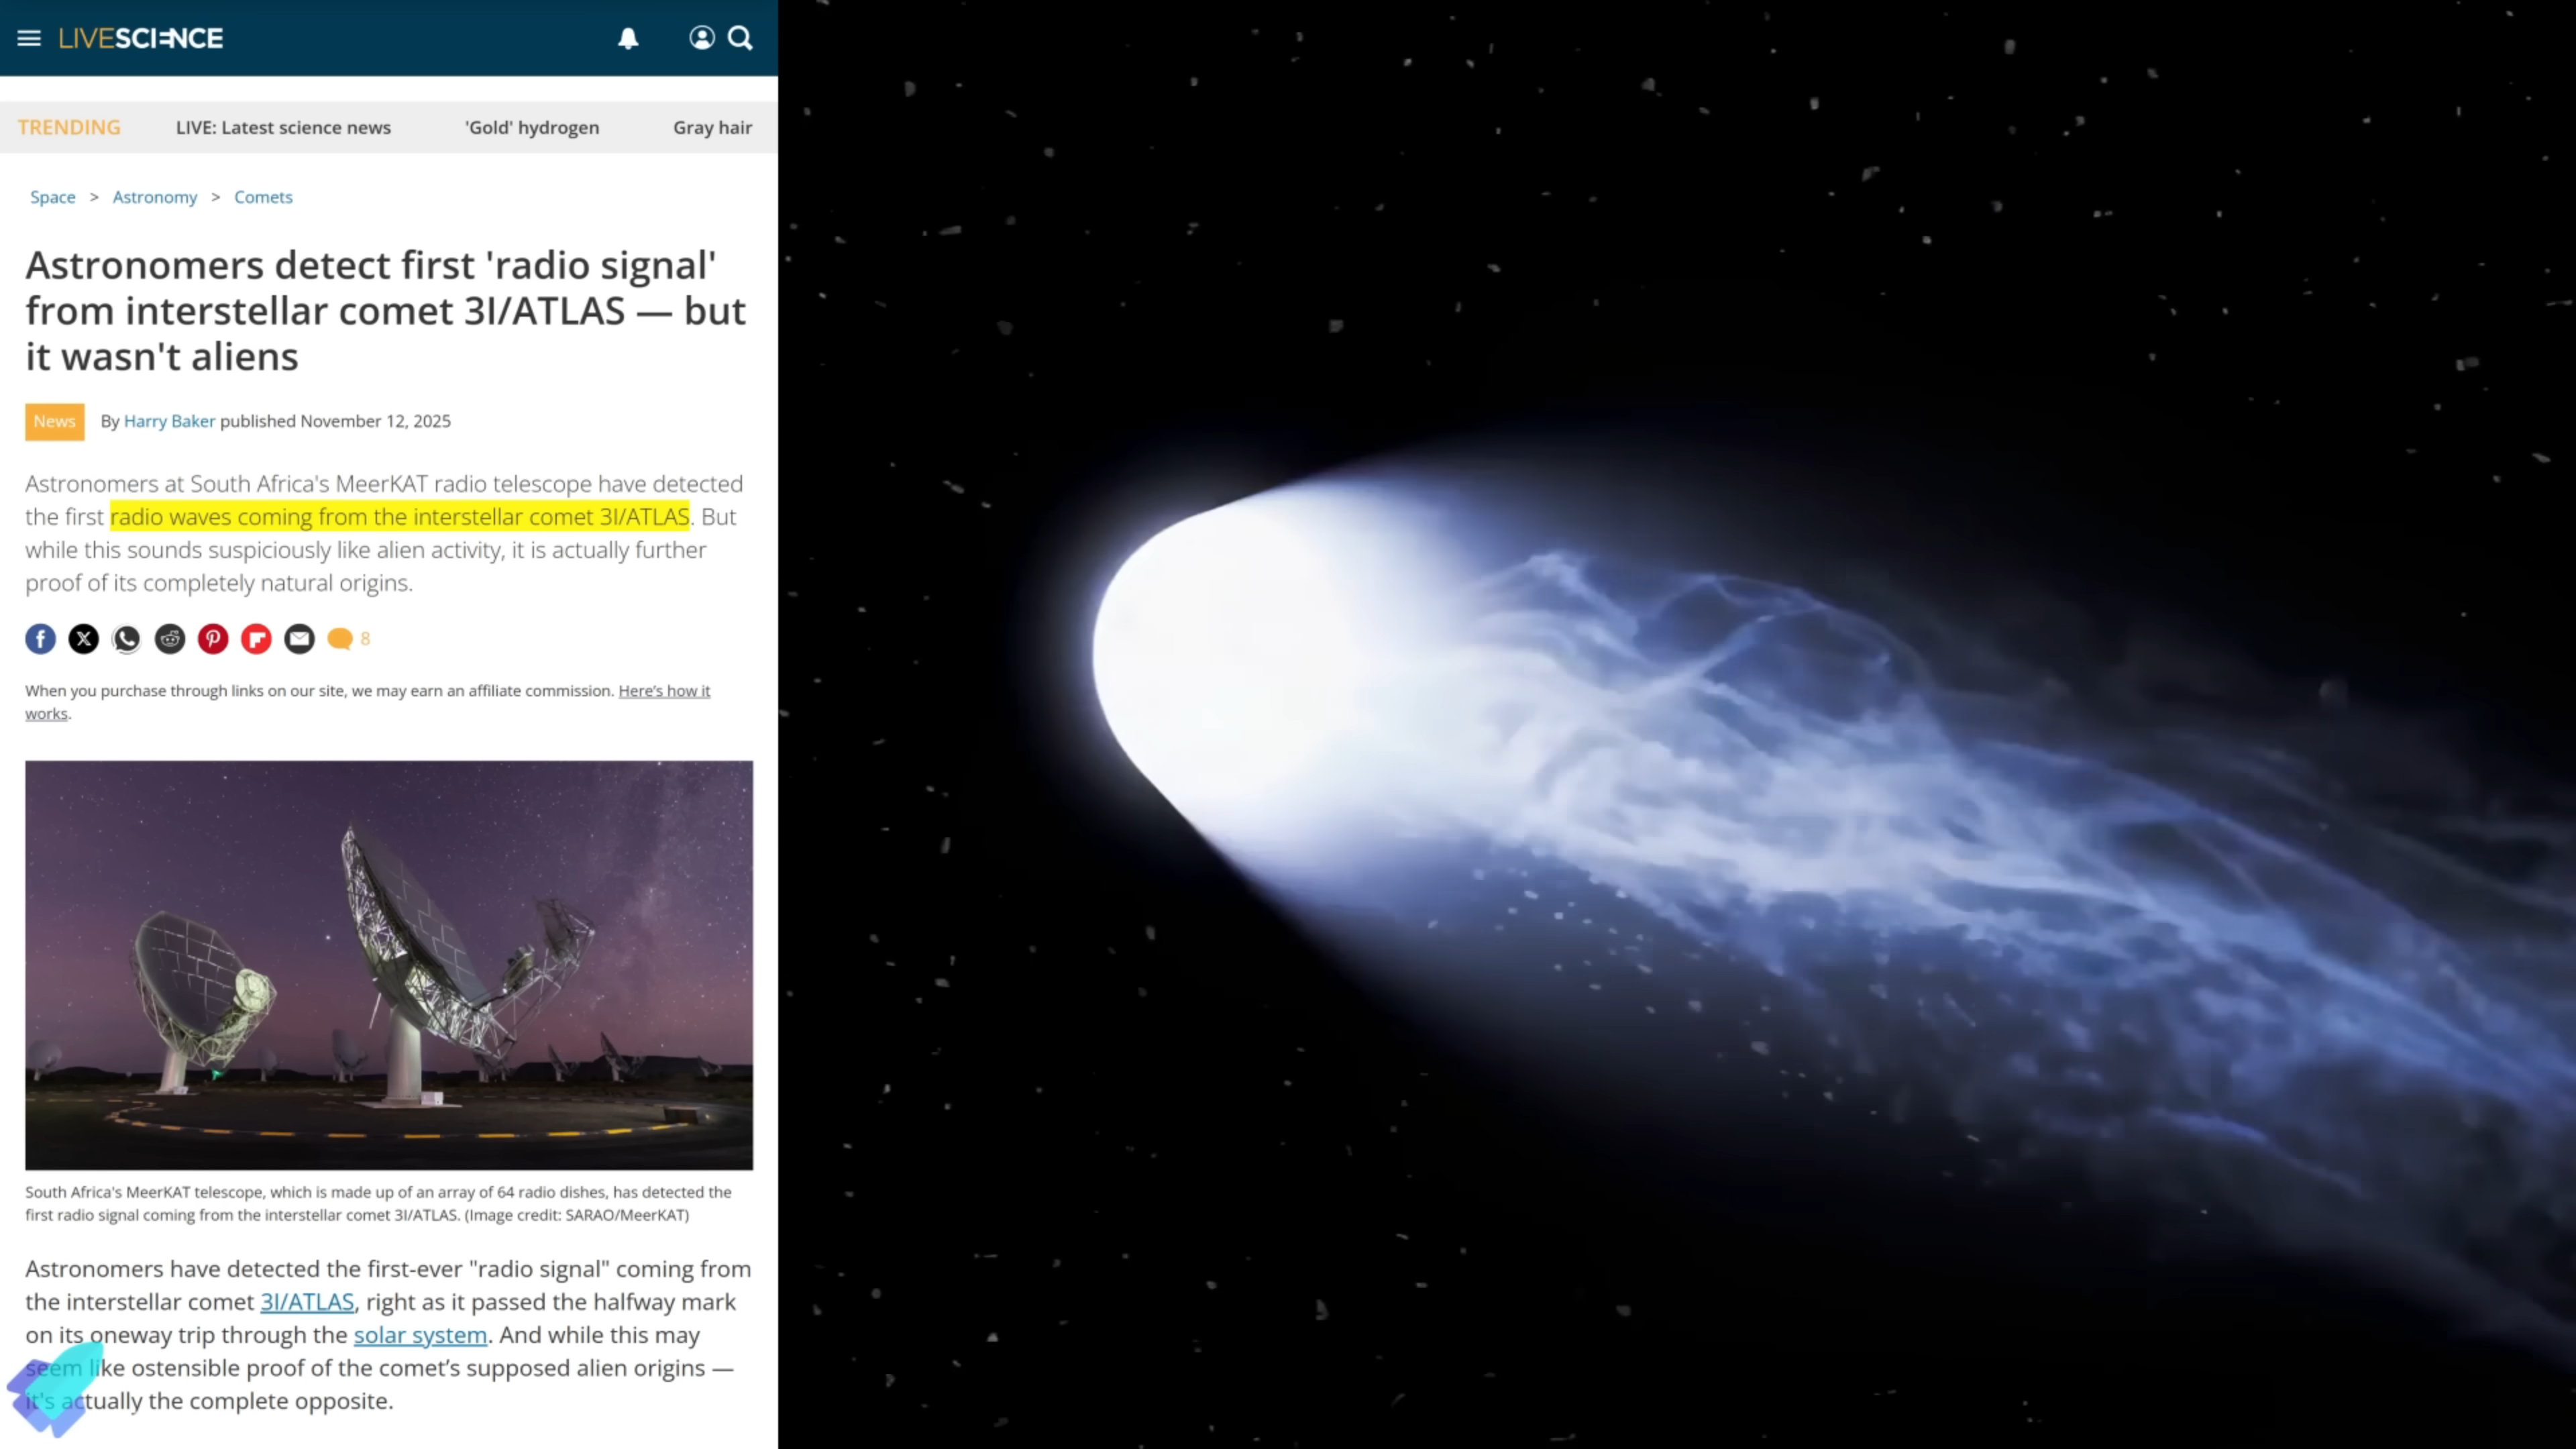 LIVESCIENCE
TRENDING LIVE: Latest science news 'Gold' hydrogen Gray hair
Space > Astronomy > Comets
Astronomers detect first 'radio signal'
from interstellar comet 3I/ATLAS — but
it wasn't aliens
News By Harry Baker published November 12, 2025
Astronomers at South Africa's MeerKAT radio telescope have detected
the first radio waves coming from the interstellar comet 3I/ATLAS. But
while this sounds suspiciously like alien activity, it is actually further
proof of its completely natural origins.
8
When you purchase through links on our site, we may earn an affiliate commission. Here's how it
works.
South Africa's MeerKAT telescope, which is made up of an array of 64 radio dishes, has detected the
first radio signal coming from the interstellar comet 3I/ATLAS. (Image credit: SARAO/MeerKAT)
Astronomers have detected the first-ever "radio signal" coming from
the interstellar comet 3I/ATLAS, right as it passed the halfway mark
on its oneway trip through the solar system. And while this may
seem like ostensible proof of the comet's supposed alien origins —
it's actually the complete opposite.